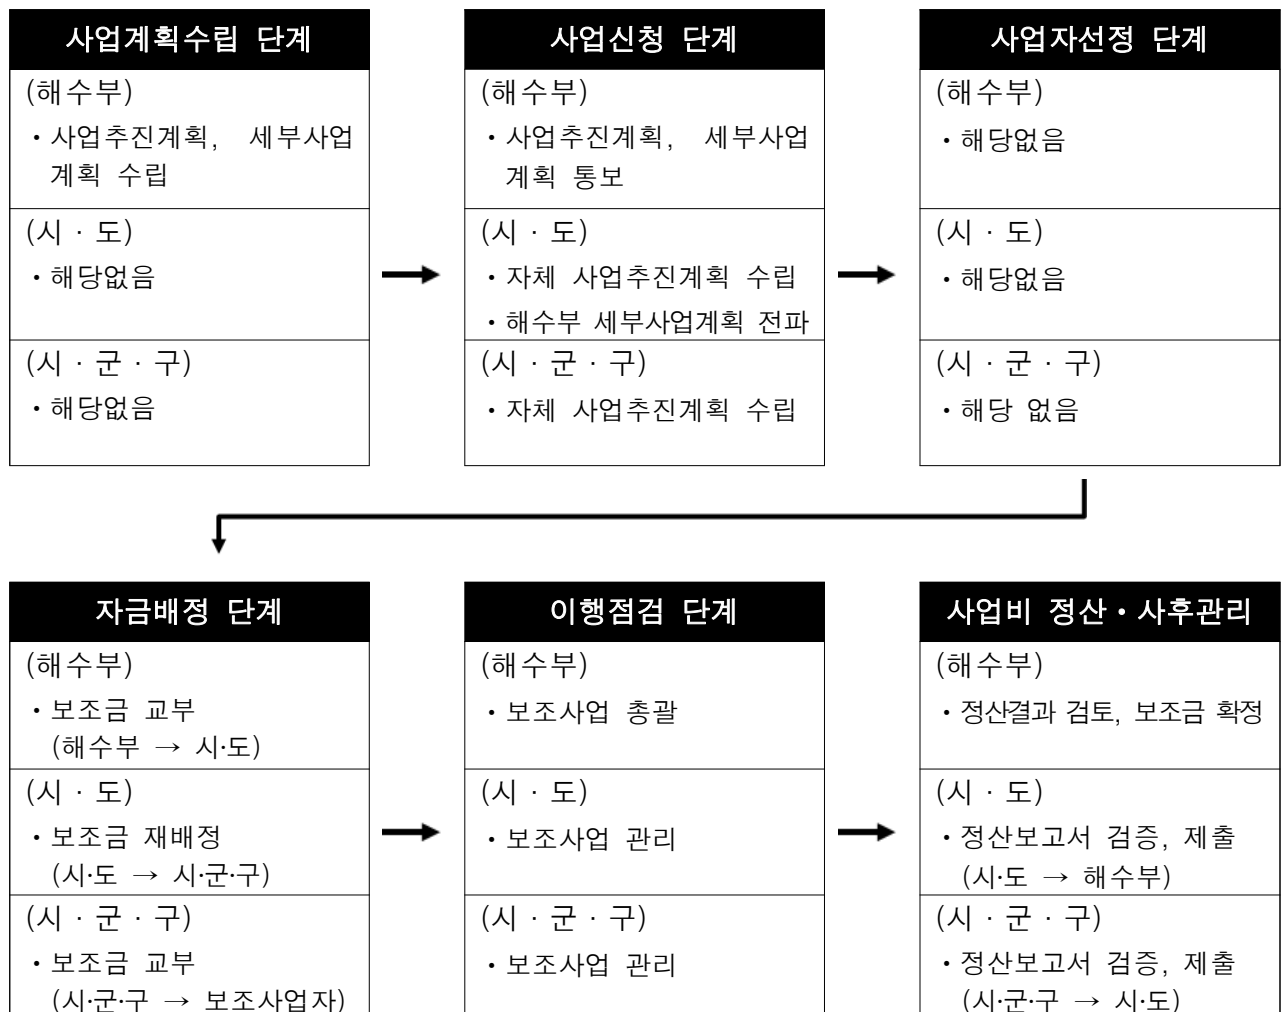 사업계획수립 단계
(해수부)
· 사업추진계획, 세부사업
계획 수립
(시 · 도)
· 해당없음
(시 · 군 · 구)
· 해당없음
사업신청 단계
(해수부)
· 사업추진계획, 세부사업
계획 통보
(시 · 도)
· 자체 사업추진계획 수립
· 해수부 세부사업계획 전파
(시 · 군 · 구)
· 자체 사업추진계획 수립
사업자선정 단계
(해수부)
· 해당없음
(시 · 도)
· 해당없음
(시 · 군 · 구)
· 해당 없음
자금배정 단계
(해수부)
· 보조금 교부
(해수부 → 시·도)
(시 · 도)
· 보조금 재배정
(시·도 → 시·군·구)
(시 · 군 · 구)
· 보조금 교부
(시·군·구 → 보조사업자)
이행점검 단계
(해수부)
· 보조사업 총괄
(시 · 도)
· 보조사업 관리
(시 · 군 · 구)
· 보조사업 관리
사업비 정산·사후관리
(해수부)
· 정산결과 검토, 보조금 확정
(시 · 도)
· 정산보고서 검증, 제출
(시·도 → 해수부)
(시 · 군 · 구)
· 정산보고서 검증, 제출
(시·군·구 → 시·도)